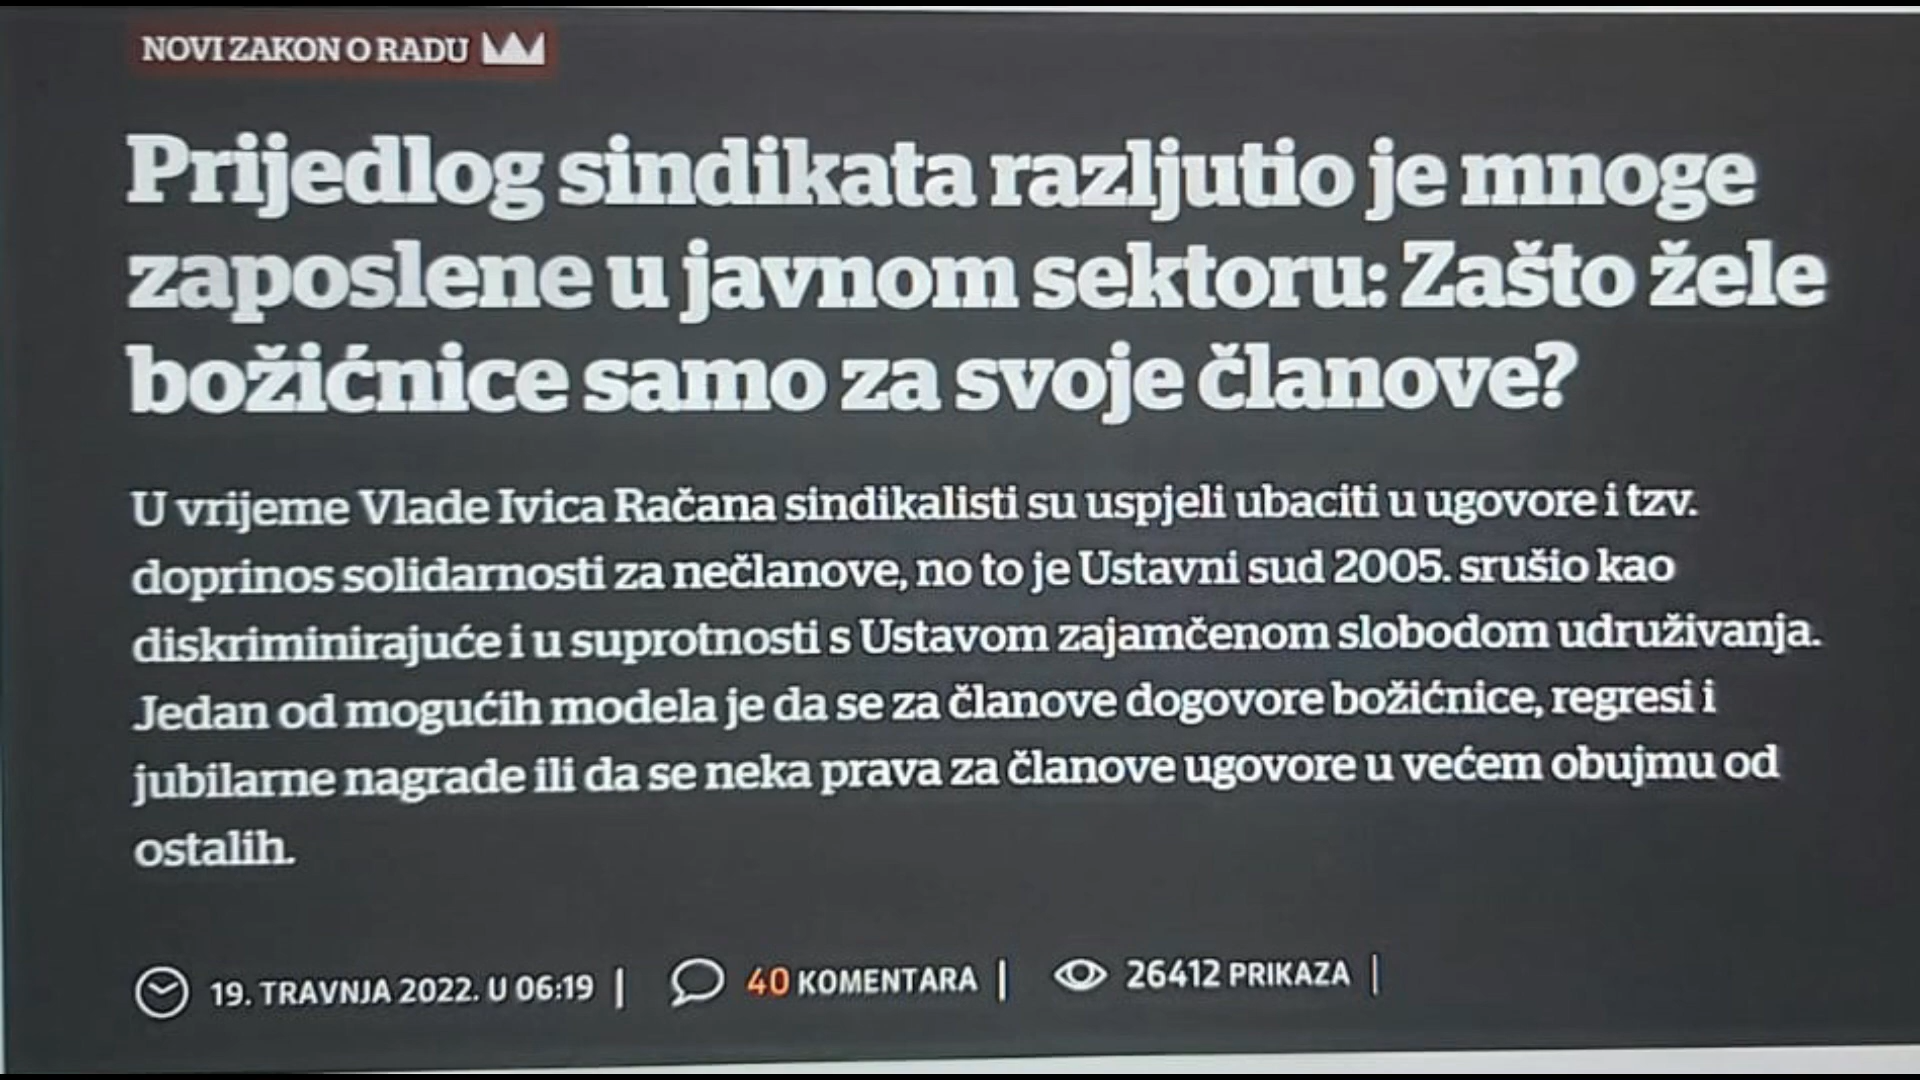 NOVI ZAKON O RADU
Prijedlog sindikata razljutio je mnoge
zaposlene u javnom sektoru: Zašto žele
božićnice samo za svoje članove?
U vrijeme Vlade Ivica Račana sindikalisti su uspjeli ubaciti u ugovore i tzv.
doprinos solidarnosti za nečlanove, no to je Ustavni sud 2005. srušio kao
diskriminirajuće i u suprotnosti s Ustavom zajamčenom slobodom udruživanja.
Jedan od mogućih modela je da se za članove dogovore božićnice, regresi i
jubilarne nagrade ili da se neka prava za članove ugovore u većem obujmu od
ostalih.
19. TRAVNJA 2022. U 06:19 | 40 KOMENTARA | 26412 PRIKAZA |